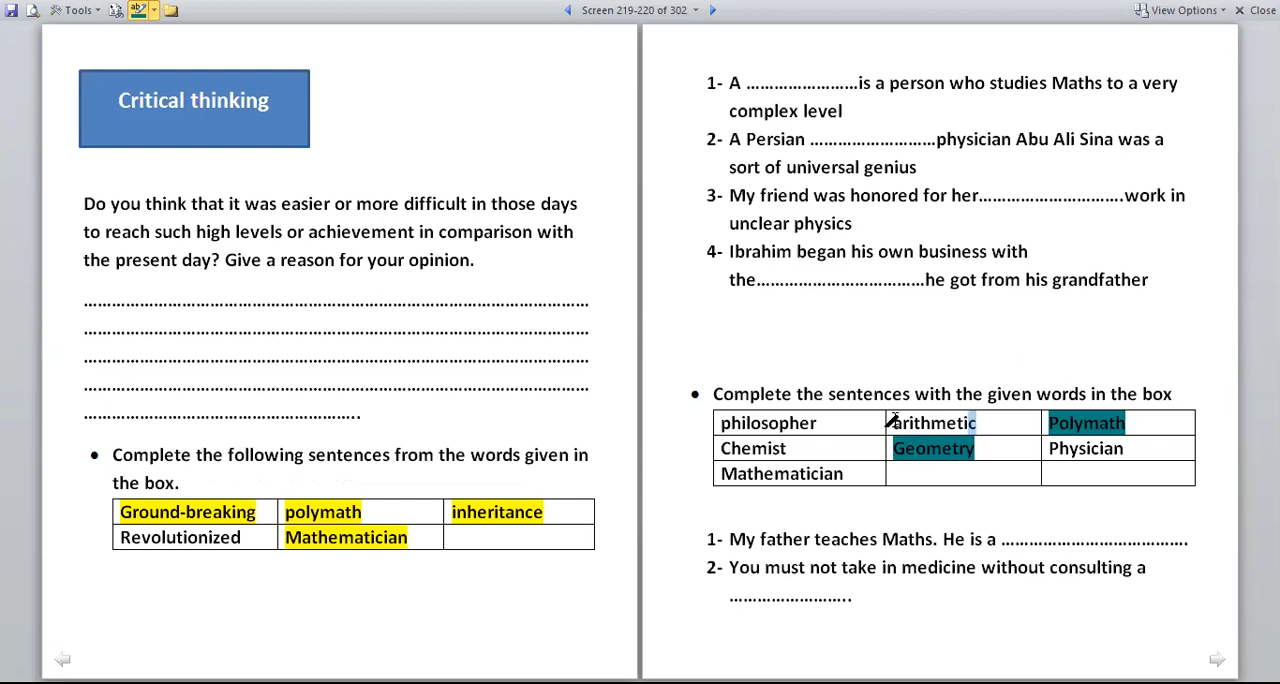 Tools
Screen 219-220 of 302
View Options
Close
Critical thinking
Do you think that it was easier or more difficult in those days
to reach such high levels or achievement in comparison with
the present day? Give a reason for your opinion.
……………………………………………………………………………………
……………………………………………………………………………………
……………………………………………………………………………………
……………………………………………………………………………………
……………………………………………..
• Complete the following sentences from the words given in
the box.
Ground-breaking polymath inheritance
Revolutionized Mathematician
1- A ……………………is a person who studies Maths to a very
complex level
2- A Persian ………………………physician Abu Ali Sina was a
sort of universal genius
3- My friend was honored for her………………………….work in
unclear physics
4- Ibrahim began his own business with
the………………………………he got from his grandfather
• Complete the sentences with the given words in the box
philosopher arithmetic Polymath
Chemist Geometry Physician
Mathematician
1- My father teaches Maths. He is a ………………………………….
2- You must not take in medicine without consulting a
……………………..